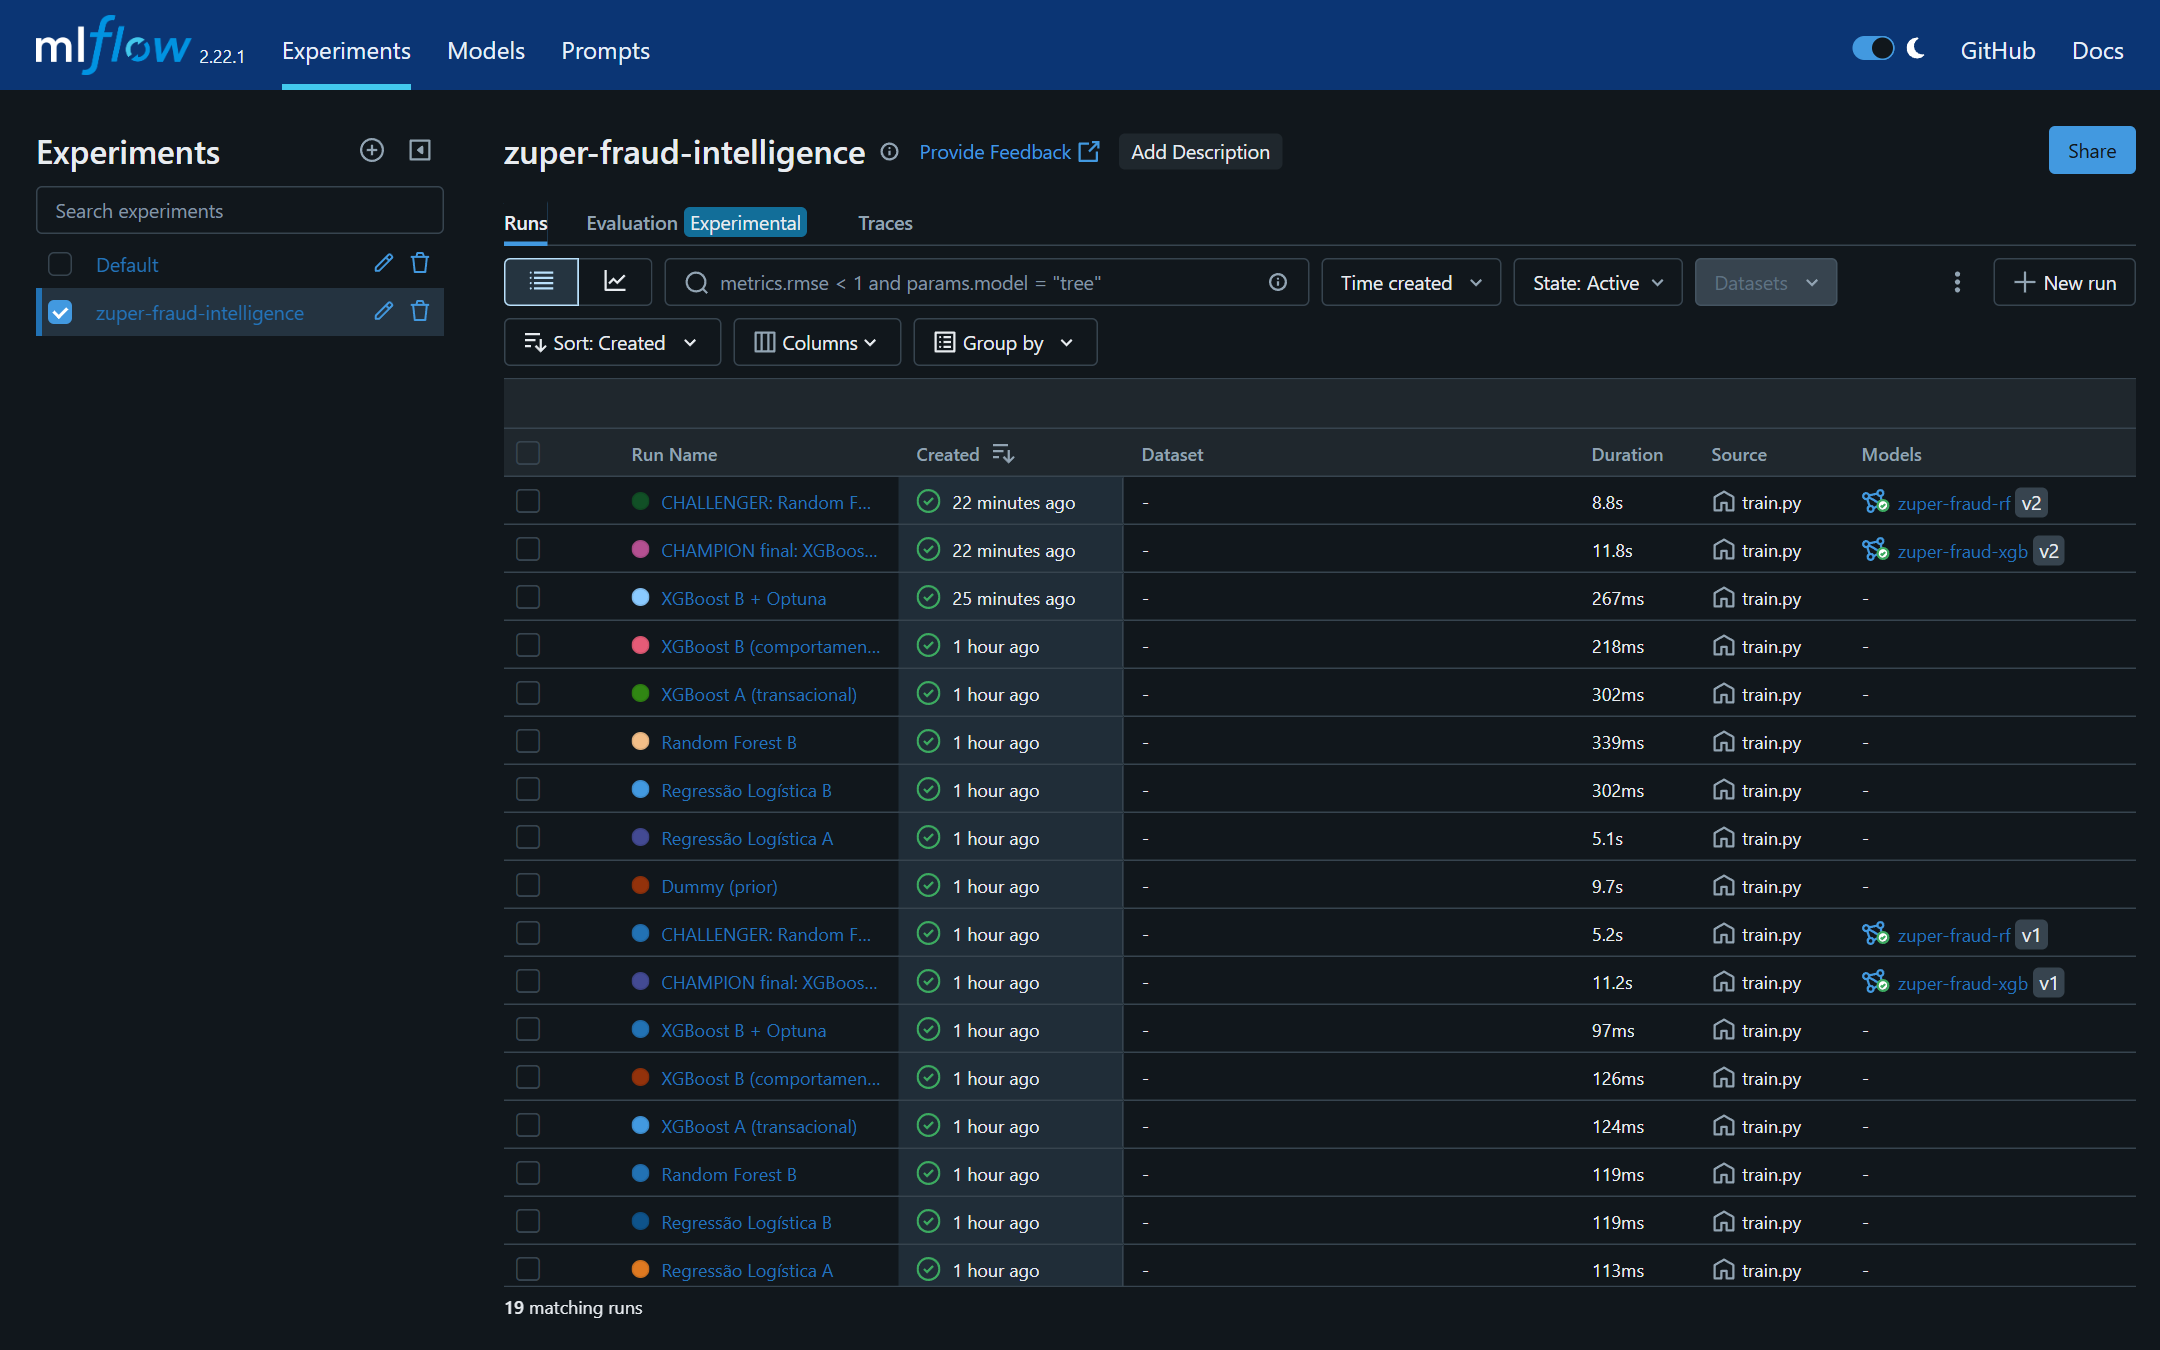 mlflow 2.22.1 Experiments Models Prompts GitHub Docs
Experiments
Search experiments
Default
zuper-fraud-intelligence
zuper-fraud-intelligence Provide Feedback Add Description Share
Runs Evaluation Experimental Traces
metrics.rmse < 1 and params.model = "tree" Time created State: Active Datasets New run
Sort: Created Columns Group by
Run Name Created Dataset Duration Source Models
CHALLENGER: Random F... 22 minutes ago - 8.8s train.py zuper-fraud-rf v2
CHAMPION final: XGBoos... 22 minutes ago - 11.8s train.py zuper-fraud-xgb v2
XGBoost B + Optuna 25 minutes ago - 267ms train.py -
XGBoost B (comportamen... 1 hour ago - 218ms train.py -
XGBoost A (transacional) 1 hour ago - 302ms train.py -
Random Forest B 1 hour ago - 339ms train.py -
Regressão Logística B 1 hour ago - 302ms train.py -
Regressão Logística A 1 hour ago - 5.1s train.py -
Dummy (prior) 1 hour ago - 9.7s train.py -
CHALLENGER: Random F... 1 hour ago - 5.2s train.py zuper-fraud-rf v1
CHAMPION final: XGBoos... 1 hour ago - 11.2s train.py zuper-fraud-xgb v1
XGBoost B + Optuna 1 hour ago - 97ms train.py -
XGBoost B (comportamen... 1 hour ago - 126ms train.py -
XGBoost A (transacional) 1 hour ago - 124ms train.py -
Random Forest B 1 hour ago - 119ms train.py -
Regressão Logística B 1 hour ago - 119ms train.py -
Regressão Logística A 1 hour ago - 113ms train.py -
19 matching runs